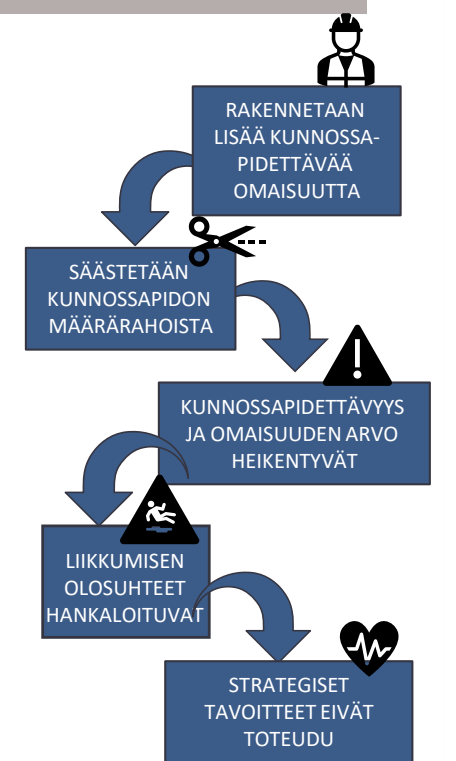 RAKENNETAAN
LISÄÄ KUNNOSSA-
PIDETTÄVÄÄ
OMAISUUTTA
SÄÄSTETÄÄN
KUNNOSSAPIDON
MÄÄRÄRAHOISTA
KUNNOSSAPIDETTÄVYYS
JA OMAISUUDEN ARVO
HEIKENTYVÄT
LIIKKUMISEN
OLOSUHTEET
HANKALOITUVAT
STRATEGISET
TAVOITTEET EIVÄT
TOTEUDU